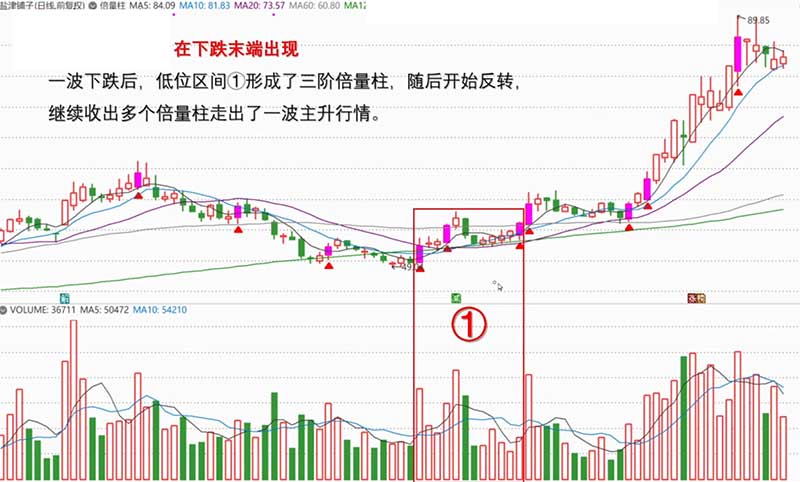 盐津铺子(日线,前复权) 倍量柱 MA5: 84.09 MA10: 81.83 MA20: 73.57 MA60: 60.80 MA12
89.85
在下跌末端出现
一波下跌后，低位区间①形成了三阶倍量柱，随后开始反转，
继续收出多个倍量柱走出了一波主升行情。
减
VOLUME: 36711 MA5: 50472 MA10: 54210
①